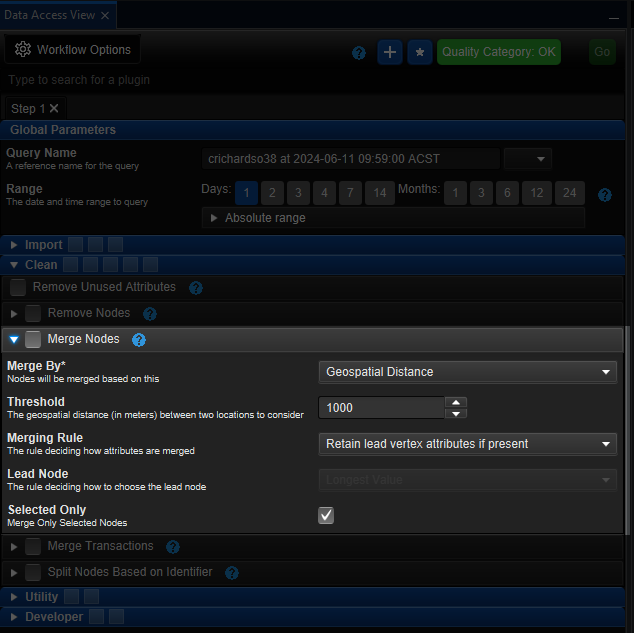 Data Access View
Workflow Options
Quality Category: OK
Go
Type to search for a plugin
Step 1
Global Parameters
Query Name
A reference name for the query
crichardso38 at 2024-06-11 09:59:00 ACST
Range
The date and time range to query
Days: 1 2 3 4 7 14 Months: 1 3 6 12 24
Absolute range
Import
Clean
Remove Unused Attributes
Remove Nodes
Merge Nodes
Merge By*
Nodes will be merged based on this
Geospatial Distance
Threshold
The geospatial distance (in meters) between two locations to consider
1000
Merging Rule
The rule deciding how attributes are merged
Retain lead vertex attributes if present
Lead Node
The rule deciding how to choose the lead node
Longest Value
Selected Only
Merge Only Selected Nodes
Merge Transactions
Split Nodes Based on Identifier
Utility
Developer